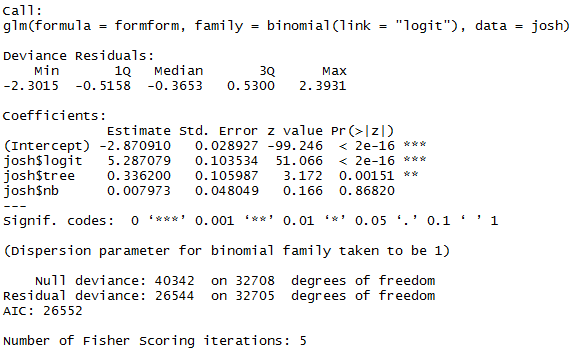 Call:
glm(formula = formform, family = binomial(link = "logit"), data = josh)
Deviance Residuals:
    Min       1Q   Median       3Q      Max
-2.3015  -0.5158  -0.3653   0.5300   2.3931
Coefficients:
             Estimate Std. Error z value Pr(>|z|)
(Intercept) -2.870910   0.028927 -99.246  < 2e-16 ***
josh$logit   5.287079   0.103534  51.066  < 2e-16 ***
josh$tree    0.336200   0.105987   3.172  0.00151 **
josh$nb      0.007973   0.048049   0.166  0.86820
---
Signif. codes:  0 ‘***’ 0.001 ‘**’ 0.01 ‘*’ 0.05 ‘.’ 0.1 ‘ ’ 1
(Dispersion parameter for binomial family taken to be 1)
    Null deviance: 40342  on 32708  degrees of freedom
Residual deviance: 26544  on 32705  degrees of freedom
AIC: 26552
Number of Fisher Scoring iterations: 5